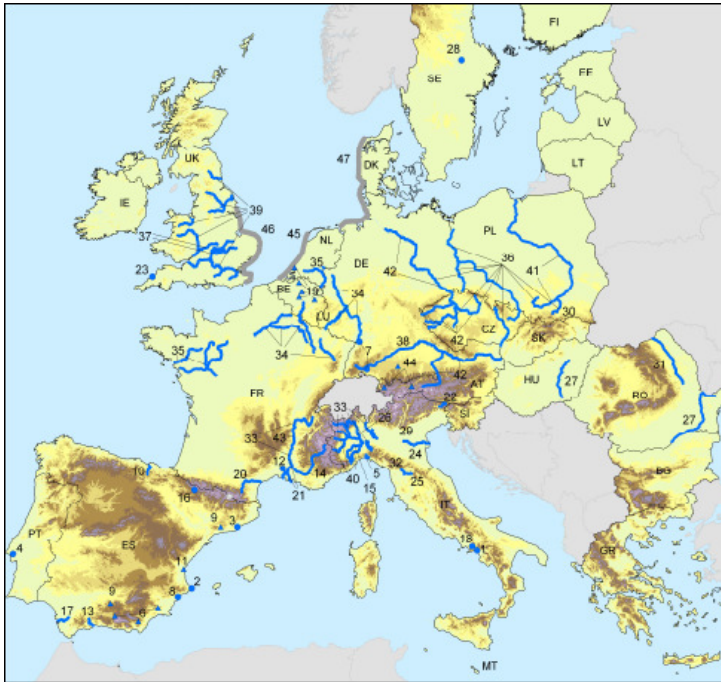 FI
28
SE
EE
LV
LT
47
DK
UK
IE
39
46
37
45
NL
35
PL
DE
36
23
42
41
BE
19
34
LU
30
35
CZ
42
SK
34
38
7
44
42
HU
27
31
FR
AT
RO
22
SI
33
26
27
33
43
29
24
10
20
12
14
32
5
25
BG
16
21
40
15
IT
9
3
PT
4
ES
18
1
GR
11
2
9
8
17
13
6
MT